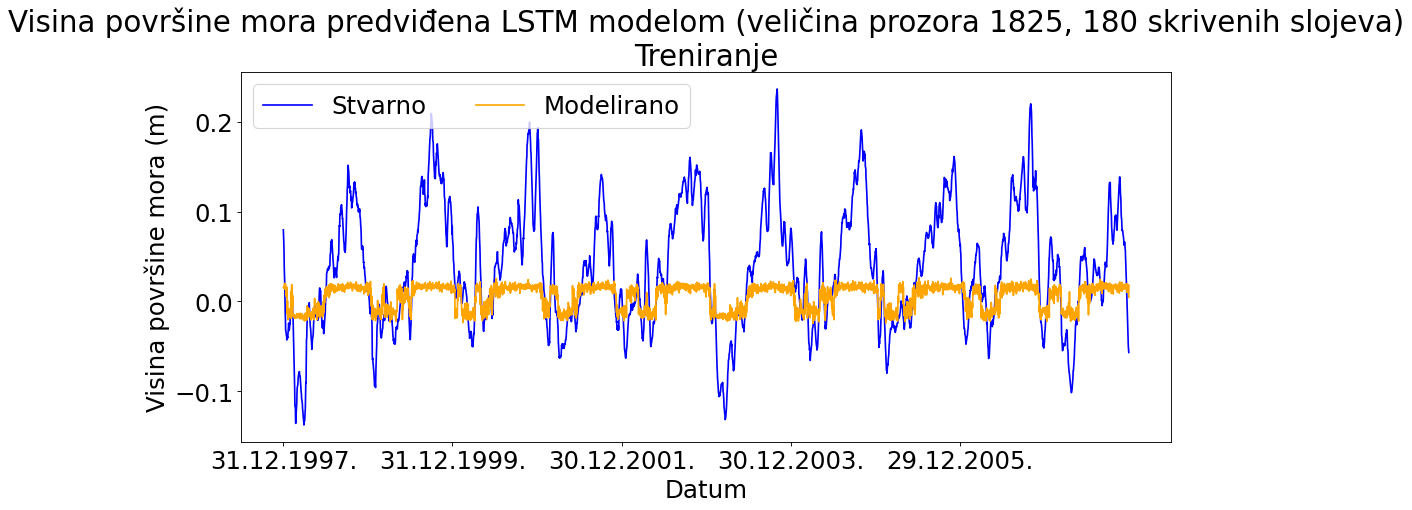 Visina površine mora predviđena LSTM modelom (veličina prozora 1825, 180 skrivenih slojeva)
Treniranje
Stvarno Modelirano
Visina površine mora (m)
0.2
0.1
0.0
−0.1
31.12.1997. 31.12.1999. 30.12.2001. 30.12.2003. 29.12.2005.
Datum